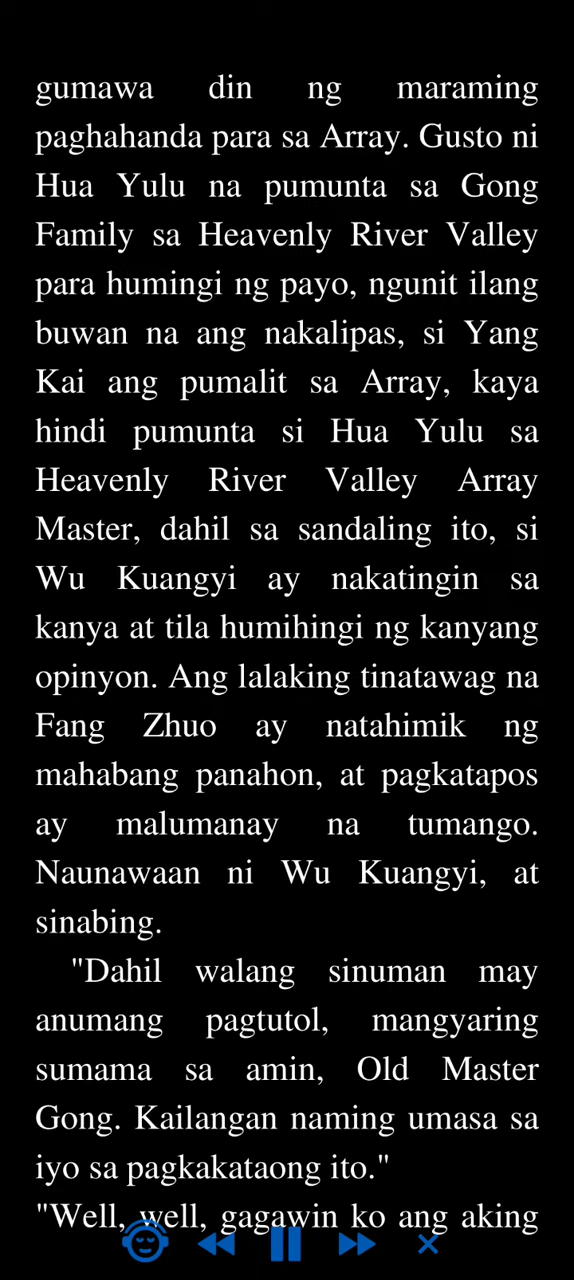 gumawa din ng maraming
paghahanda para sa Array. Gusto ni
Hua Yulu na pumunta sa Gong
Family sa Heavenly River Valley
para humingi ng payo, ngunit ilang
buwan na ang nakalipas, si Yang
Kai ang pumalit sa Array, kaya
hindi pumunta si Hua Yulu sa
Heavenly River Valley Array
Master, dahil sa sandaling ito, si
Wu Kuangyi ay nakatingin sa
kanya at tila humihingi ng kanyang
opinyon. Ang lalaking tinatawag na
Fang Zhuo ay natahimik ng
mahabang panahon, at pagkatapos
ay malumanay na tumango.
Naunawaan ni Wu Kuangyi, at
sinabing.
"Dahil walang sinuman may
anumang pagtutol, mangyaring
sumama sa amin, Old Master
Gong. Kailangan naming umasa sa
iyo sa pagkakataong ito."
"Well, well, gagawin ko ang aking